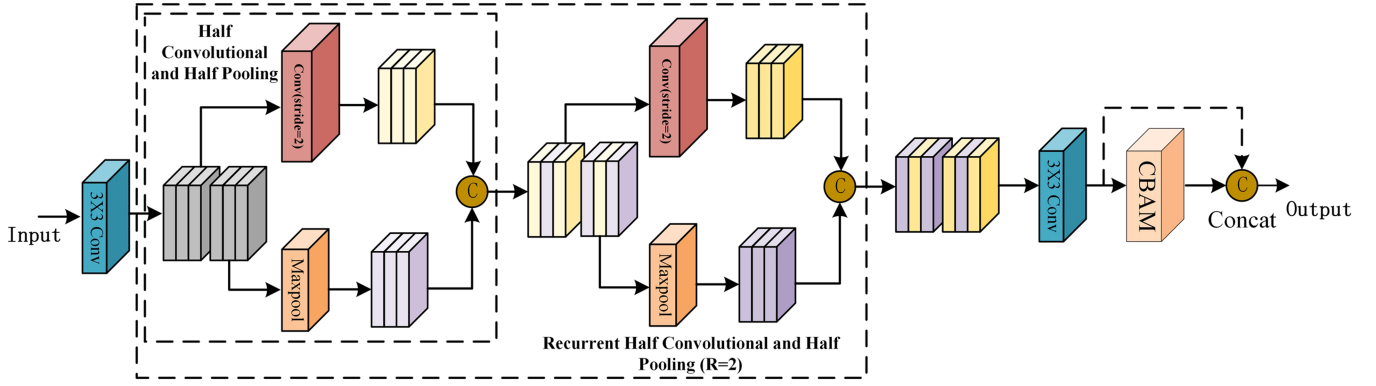 Half
Convolutional
and Half Pooling
Input
3X3 Conv
Conv(stride=2)
Maxpool
C
Conv(stride=2)
Maxpool
C
Recurrent Half Convolutional and Half
Pooling (R=2)
3X3 Conv
CBAM
C
Concat
Output